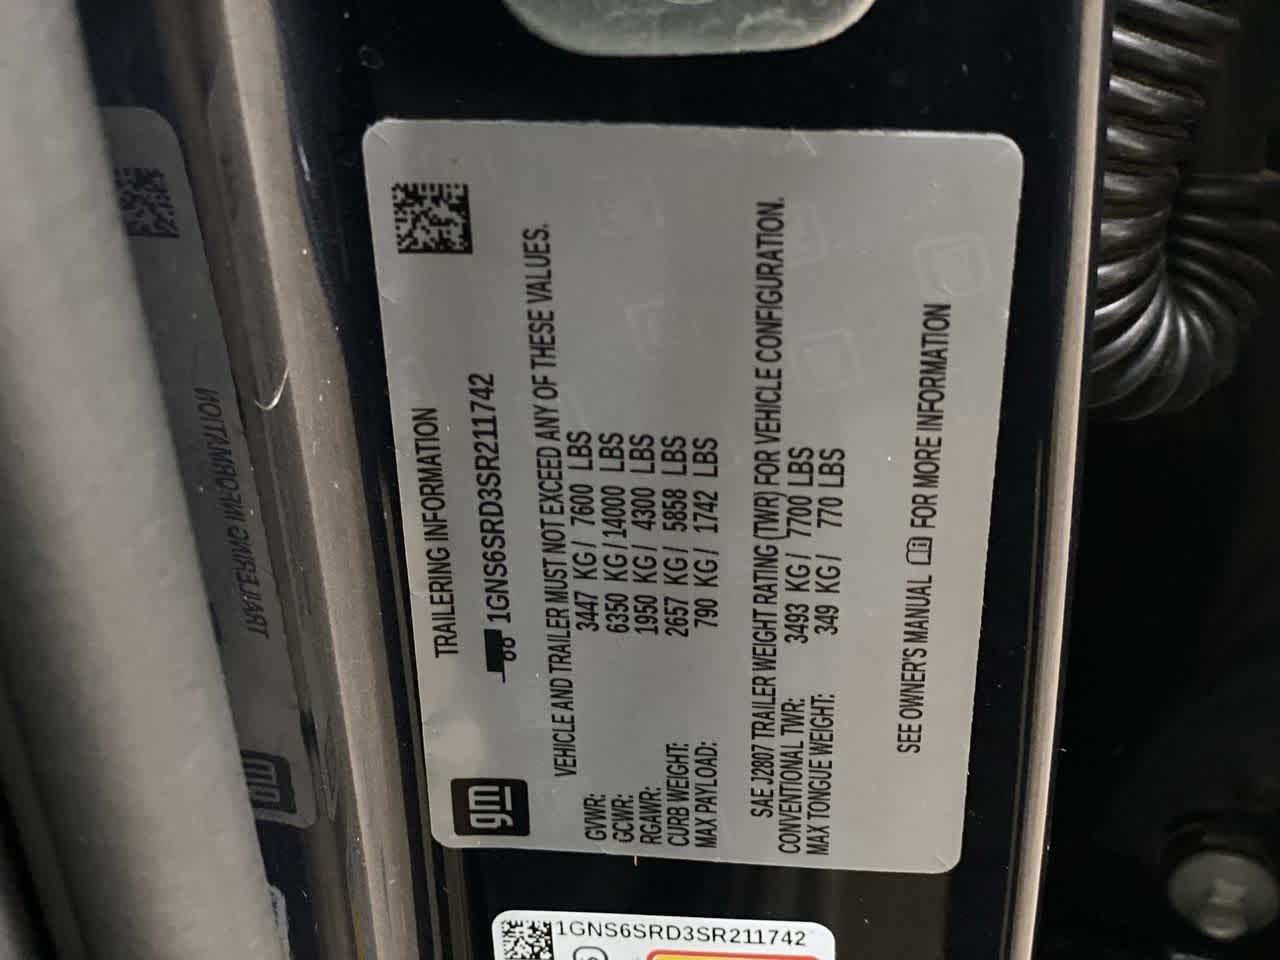 gm
TRAILERING INFORMATION
1GNS6SRD3SR211742
VEHICLE AND TRAILER MUST NOT EXCEED ANY OF THESE VALUES.
GVWR: 3447 KG/ 7600 LBS
GCWR: 6350 KG/14000 LBS
RGAWR: 1950 KG/ 4300 LBS
CURB WEIGHT: 2657 KG/ 5858 LBS
MAX PAYLOAD: 790 KG/ 1742 LBS
SAE J2807 TRAILER WEIGHT RATING (TWR) FOR VEHICLE CONFIGURATION.
CONVENTIONAL TWR: 3493 KG/ 7700 LBS
MAX TONGUE WEIGHT: 349 KG/ 770 LBS
SEE OWNER'S MANUAL FOR MORE INFORMATION
1GNS6SRD3SR211742
gm
TRAILERING INFORMATION